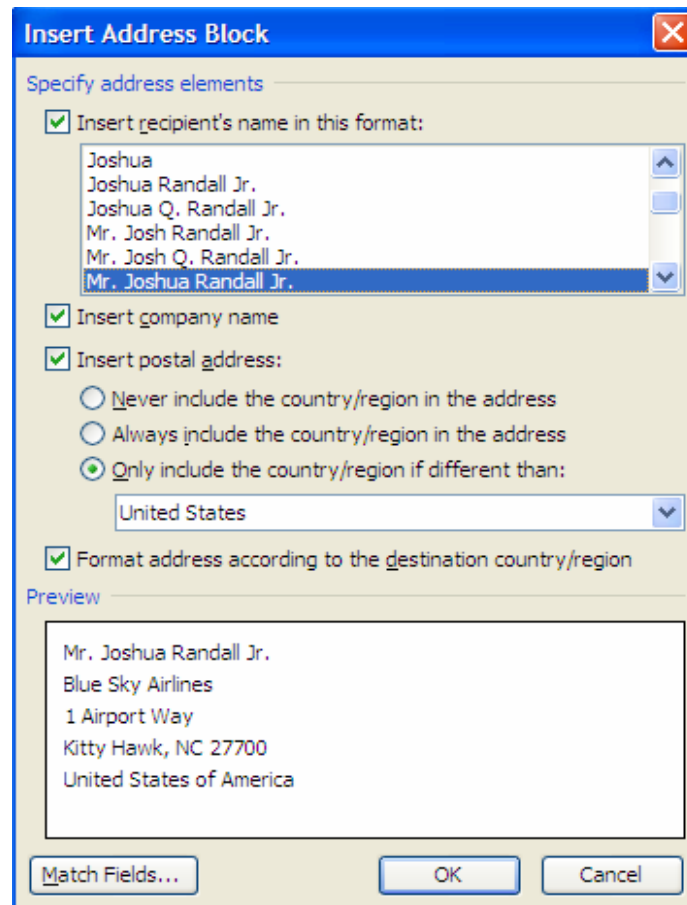 Insert Address Block
Specify address elements
Insert recipient's name in this format:
Joshua
Joshua Randall Jr.
Joshua Q. Randall Jr.
Mr. Josh Randall Jr.
Mr. Josh Q. Randall Jr.
Mr. Joshua Randall Jr.
Insert company name
Insert postal address:
Never include the country/region in the address
Always include the country/region in the address
Only include the country/region if different than:
United States
Format address according to the destination country/region
Preview
Mr. Joshua Randall Jr.
Blue Sky Airlines
1 Airport Way
Kitty Hawk, NC 27700
United States of America
Match Fields... OK Cancel